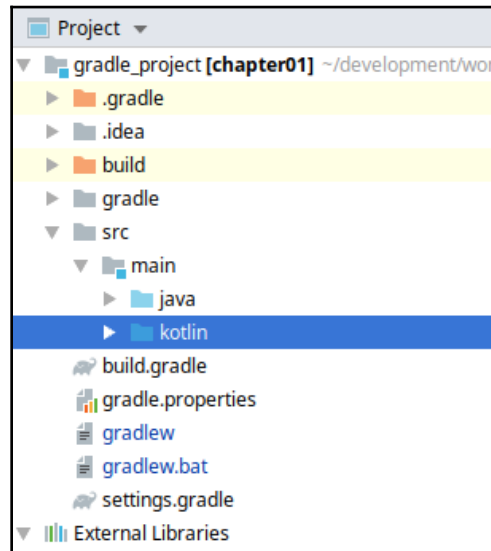 Project
gradle_project [chapter01] ~/development/wor
.gradle
.idea
build
gradle
src
main
java
kotlin
build.gradle
gradle.properties
gradlew
gradlew.bat
settings.gradle
External Libraries